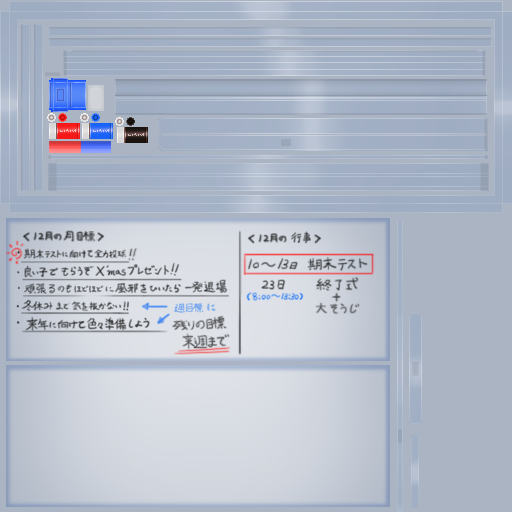 <12月の月目標>
期末テストに向けて全力投球!!
・良い子でもらうぞX'masプレゼント!!
・頑張るのもほどほどに 風邪をひいたら一発退場
・冬休みまで気を抜かない!!
← 週目標に
・来年に向けて色々準備しよう
残りの目標
来週まで
<12月の 行事>
10〜13日 期末テスト
23日 終了式
(8:00〜13:30)
+
大そうじ